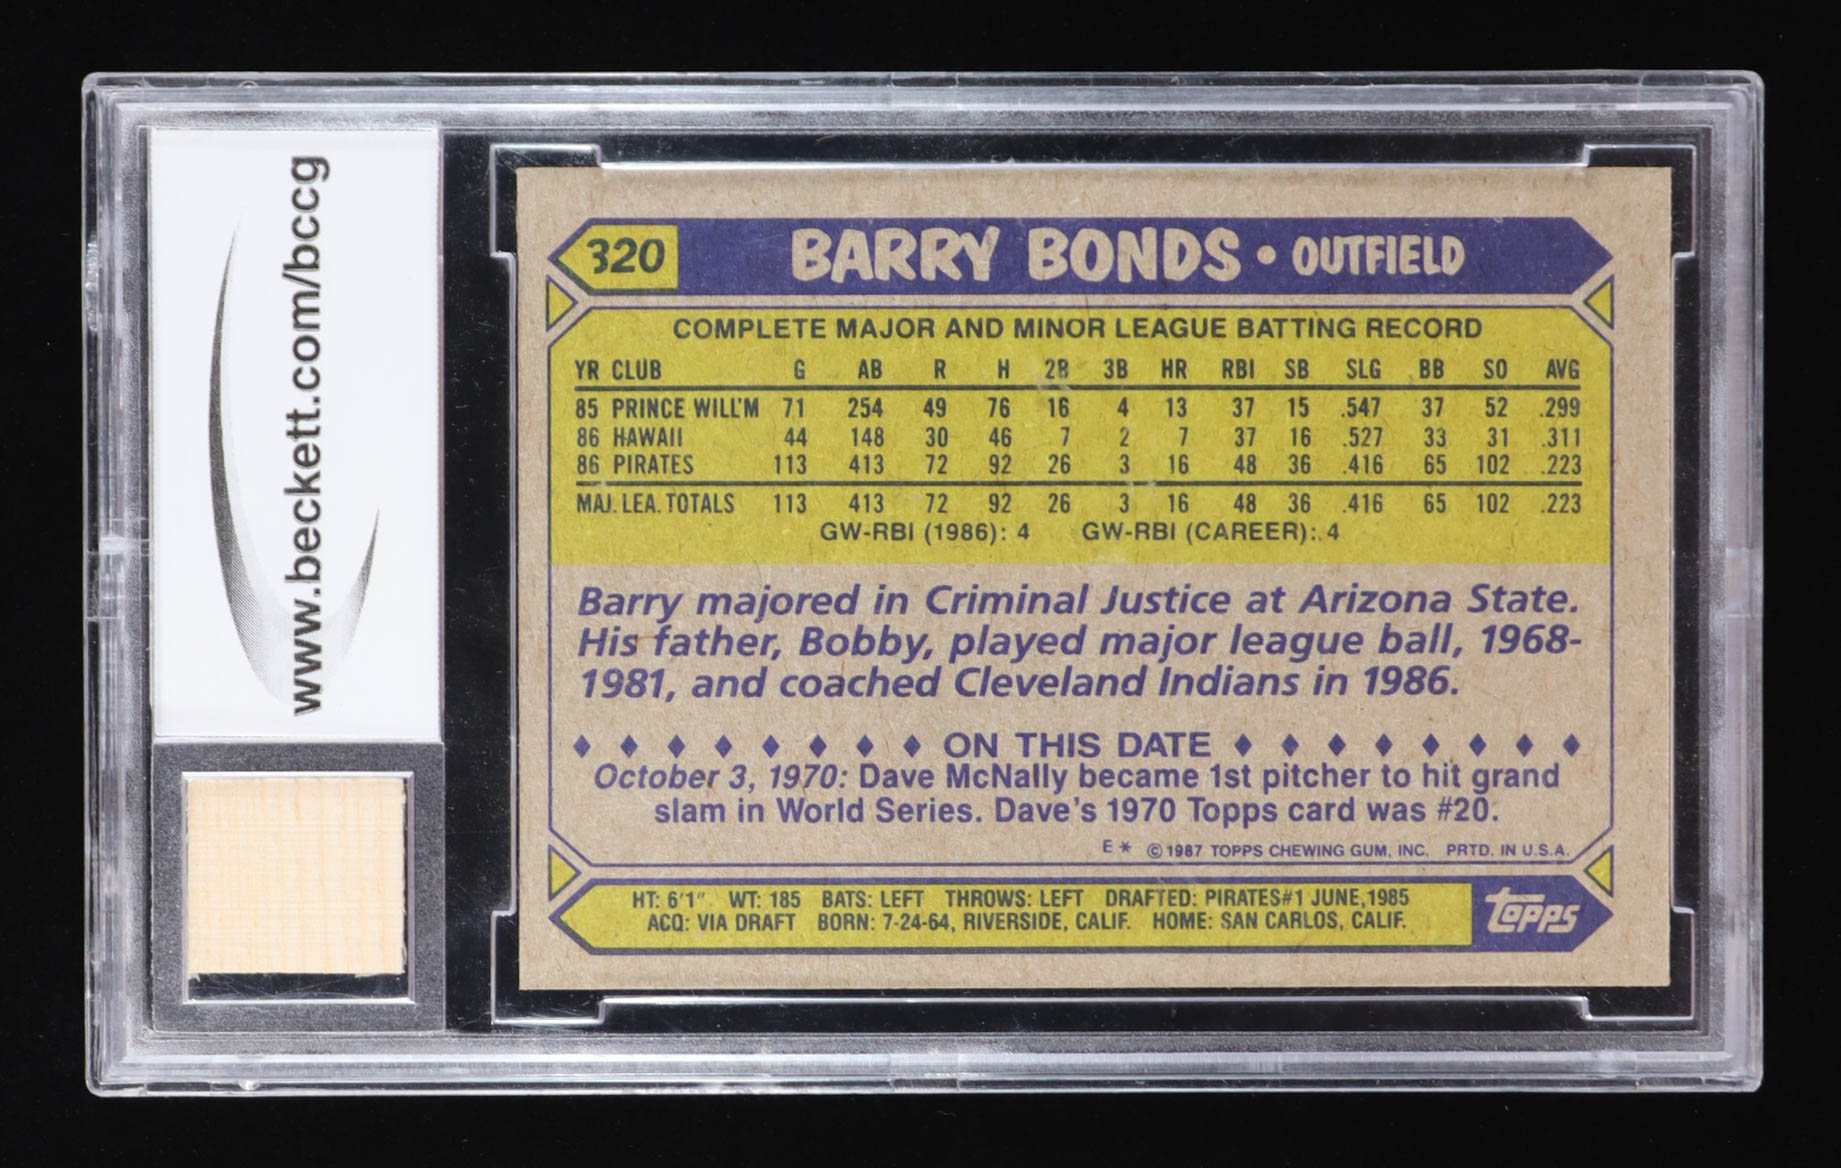 www.beckett.com/bccg
320 BARRY BONDS • OUTFIELD
COMPLETE MAJOR AND MINOR LEAGUE BATTING RECORD
YR CLUB G AB R H 2B 3B HR RBI SB SLG BB SO AVG
85 PRINCE WILL'M 71 254 49 76 16 4 13 37 15 .547 37 52 .299
86 HAWAII 44 148 30 46 7 2 7 37 16 .527 33 31 .311
86 PIRATES 113 413 72 92 26 3 16 48 36 .416 65 102 .223
MAJ. LEA. TOTALS 113 413 72 92 26 3 16 48 36 .416 65 102 .223
GW-RBI (1986): 4 GW-RBI (CAREER): 4
Barry majored in Criminal Justice at Arizona State.
His father, Bobby, played major league ball, 1968-
1981, and coached Cleveland Indians in 1986.
♦ ♦ ♦ ♦ ♦ ♦ ♦ ♦ ON THIS DATE ♦ ♦ ♦ ♦ ♦ ♦ ♦ ♦
October 3, 1970: Dave McNally became 1st pitcher to hit grand
slam in World Series. Dave's 1970 Topps card was #20.
E* © 1987 TOPPS CHEWING GUM, INC. PRTD. IN U.S.A.
HT: 6'1" WT: 185 BATS: LEFT THROWS: LEFT DRAFTED: PIRATES#1 JUNE, 1985
ACQ: VIA DRAFT BORN: 7-24-64, RIVERSIDE, CALIF. HOME: SAN CARLOS, CALIF.
topps